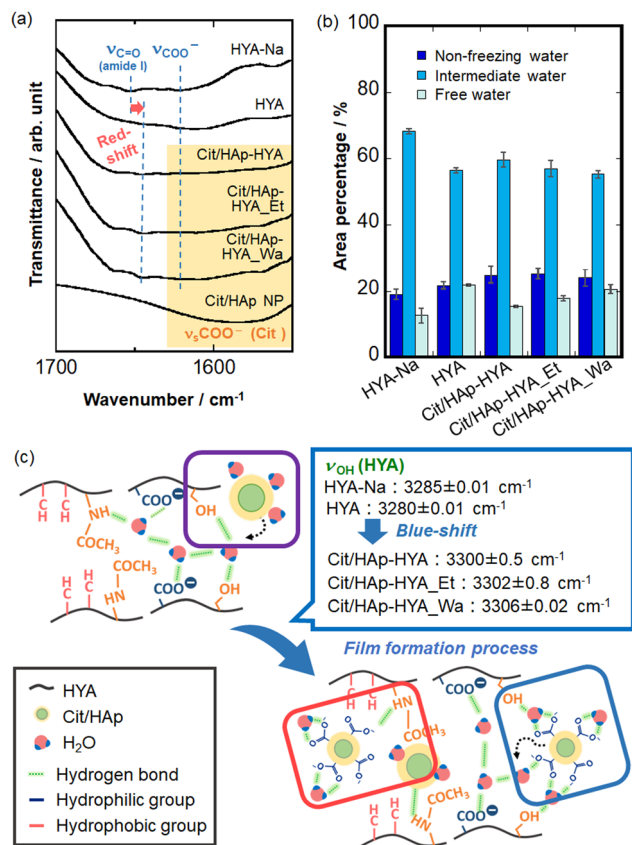 (a)
νC=O
(amide I)
νCOO⁻
HYA-Na
HYA
Red-
shift
Cit/HAp-HYA
Cit/HAp-
HYA_Et
Cit/HAp-
HYA_Wa
Cit/HAp NP
νsCOO⁻ (Cit )
Transmittance / arb. unit
1700
1600
Wavenumber / cm⁻¹
(b)
Non-freezing water
Intermediate water
Free water
Area percentage / %
100
80
60
40
20
0
HYA-Na
HYA
Cit/HAp-HYA
Cit/HAp-HYA_Et
Cit/HAp-HYA_Wa
(c)
νOH (HYA)
HYA-Na : 3285±0.01 cm⁻¹
HYA : 3280±0.01 cm⁻¹
Blue-shift
Cit/HAp-HYA : 3300±0.5 cm⁻¹
Cit/HAp-HYA_Et : 3302±0.8 cm⁻¹
Cit/HAp-HYA_Wa : 3306±0.02 cm⁻¹
H
C
H
C
NH
COCH₃
COO
OH
H
C
H
C
COCH₃
HN
COO
OH
Film formation process
HYA
Cit/HAp
H₂O
Hydrogen bond
Hydrophilic group
Hydrophobic group
H
C
H
C
HN
COCH₃
COO
OH
H
C
H
C
COCH₃
HN
COO
OH